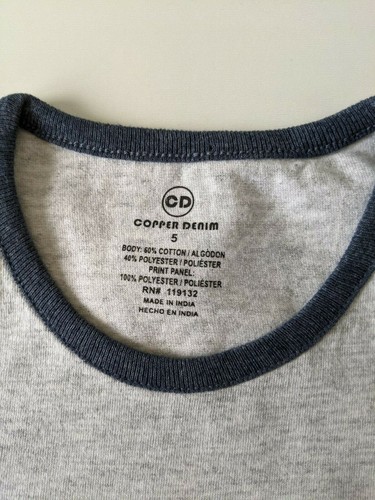 CD
COPPER DENIM
5
BODY: 60% COTTON / ALGODON
40% POLYESTER / POLIÉSTER
PRINT PANEL:
100% POLYESTER / POLIÉSTER
RN# 119132
MADE IN INDIA
HECHO EN INDIA